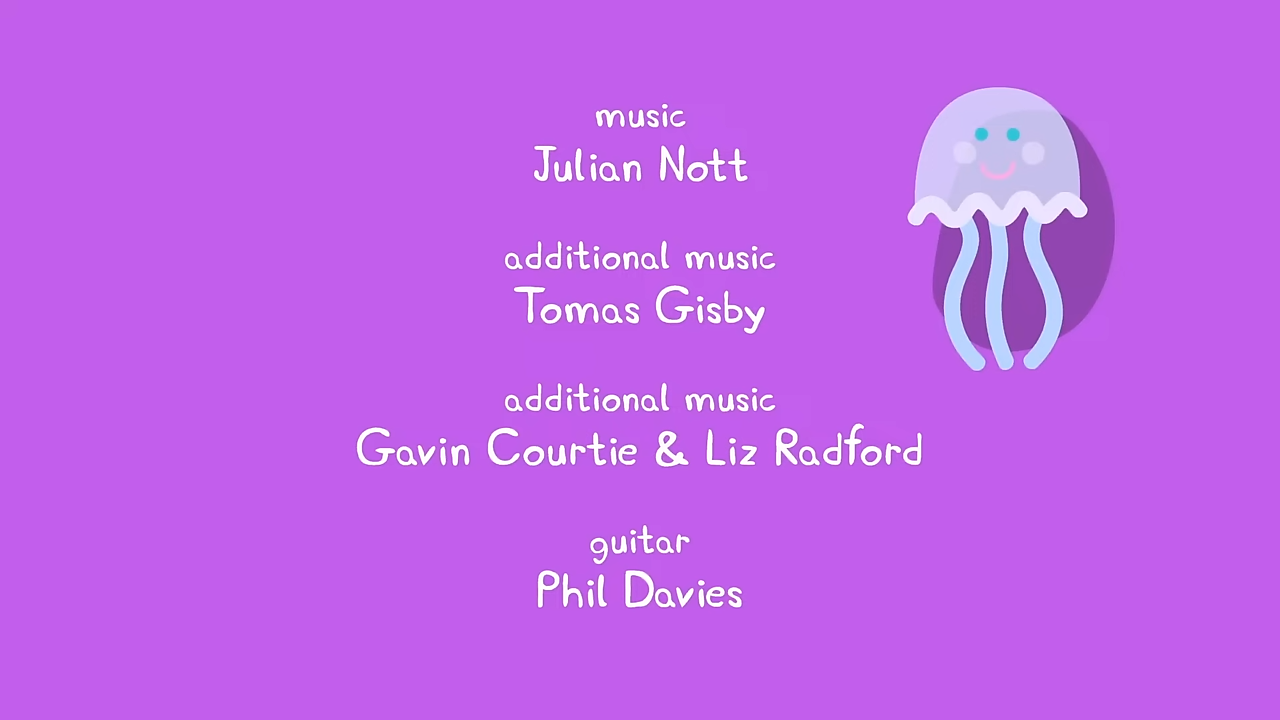 music
Julian Nott
additional music
Tomas Gisby
additional music
Gavin Courtie & Liz Radford
guitar
Phil Davies